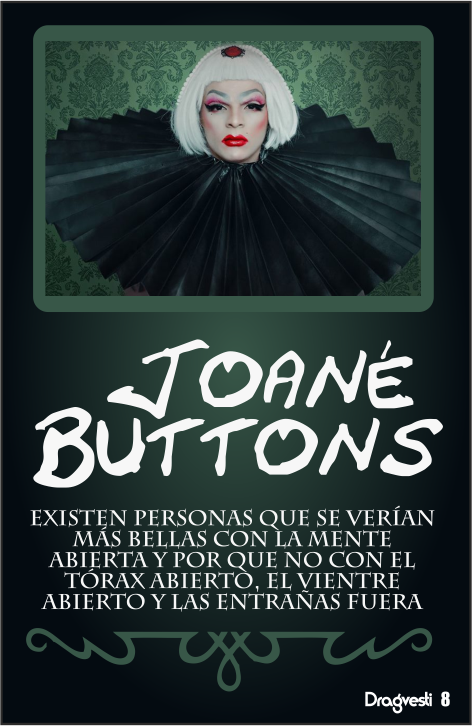 JOANÉ
BUTTONS
EXISTEN PERSONAS QUE SE VERÍAN
MÁS BELLAS CON LA MENTE
ABIERTA Y POR QUE NO CON EL
TÓRAX ABIERTO, EL VIENTRE
ABIERTO Y LAS ENTRAÑAS FUERA
Dragvesti 8